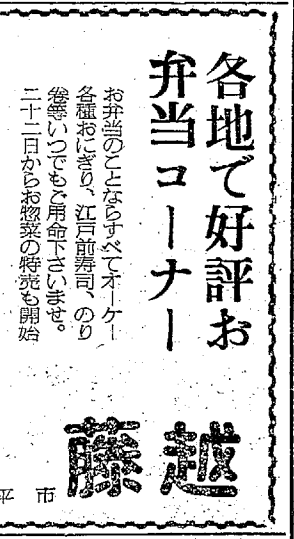 各地で好評お
弁当コーナー
お弁当のことならすべてオーケー
各種おにぎり、江戸前寿司、のり
巻等いつでもご用命下さいませ。
二十二日からお惣菜の特売も開始
藤越
平市